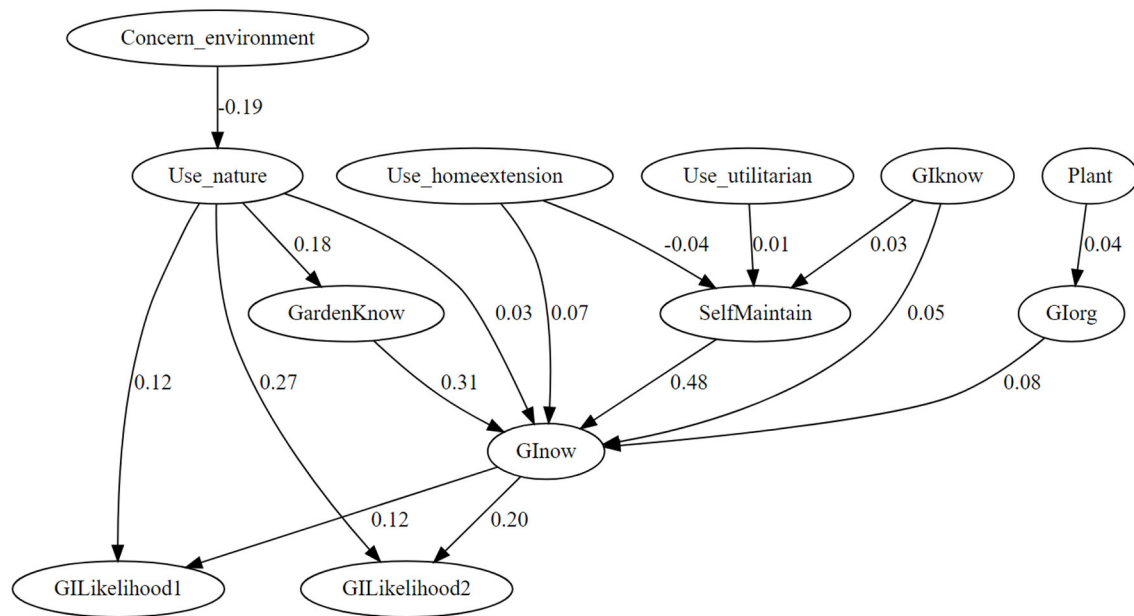 Concern_environment
-0.19
Use_nature
Use_homeextension
Use_utilitarian
GIknow
Plant
0.18
-0.04
0.01
0.03
0.04
GardenKnow
0.03
0.07
SelfMaintain
0.05
GIorg
0.12
0.27
0.31
0.48
0.08
GInow
0.12
0.20
GILikelihood1
GILikelihood2